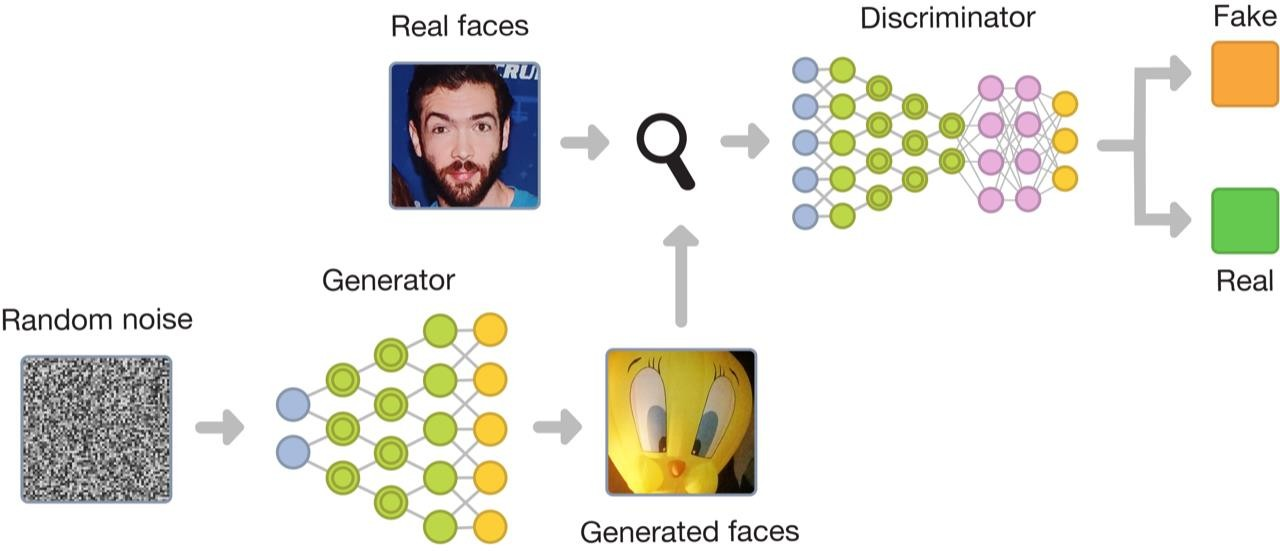 Real faces
Discriminator
Fake
Generator
Real
Random noise
Generated faces